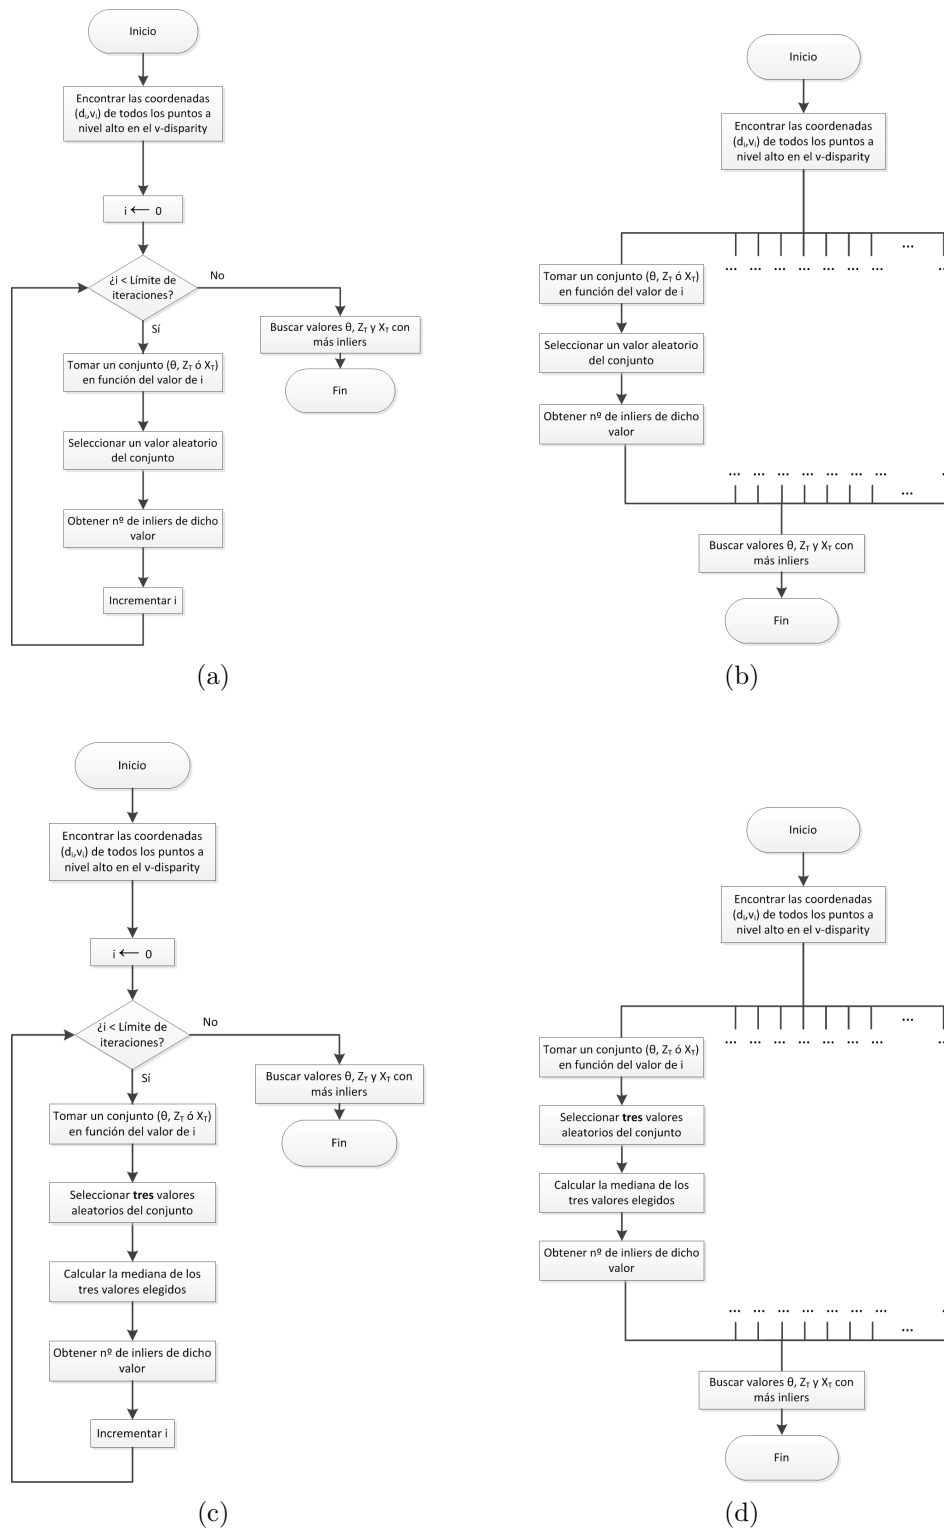 Inicio
Encontrar las coordenadas
(dᵢ,vᵢ) de todos los puntos a
nivel alto en el v-disparity
i ← 0
¿i < Límite de
iteraciones?
No
Sí
Buscar valores θ, Z_T y X_T con
más inliers
Fin
Tomar un conjunto (θ, Z_T ó X_T)
en función del valor de i
Seleccionar un valor aleatorio
del conjunto
Obtener nº de inliers de dicho
valor
Incrementar i
(a)
Inicio
Encontrar las coordenadas
(dᵢ,vᵢ) de todos los puntos a
nivel alto en el v-disparity
...
... ... ... ... ... ... ...
Tomar un conjunto (θ, Z_T ó X_T)
en función del valor de i
Seleccionar un valor aleatorio
del conjunto
Obtener nº de inliers de dicho
valor
... ... ... ... ... ... ...
...
Buscar valores θ, Z_T y X_T con
más inliers
Fin
(b)
Inicio
Encontrar las coordenadas
(dᵢ,vᵢ) de todos los puntos a
nivel alto en el v-disparity
i ← 0
¿i < Límite de
iteraciones?
No
Sí
Buscar valores θ, Z_T y X_T con
más inliers
Fin
Tomar un conjunto (θ, Z_T ó X_T)
en función del valor de i
Seleccionar tres valores
aleatorios del conjunto
Calcular la mediana de los
tres valores elegidos
Obtener nº de inliers de dicho
valor
Incrementar i
(c)
Inicio
Encontrar las coordenadas
(dᵢ,vᵢ) de todos los puntos a
nivel alto en el v-disparity
...
... ... ... ... ... ... ...
Tomar un conjunto (θ, Z_T ó X_T)
en función del valor de i
Seleccionar tres valores
aleatorios del conjunto
Calcular la mediana de los
tres valores elegidos
Obtener nº de inliers de dicho
valor
... ... ... ... ... ... ...
...
Buscar valores θ, Z_T y X_T con
más inliers
Fin
(d)